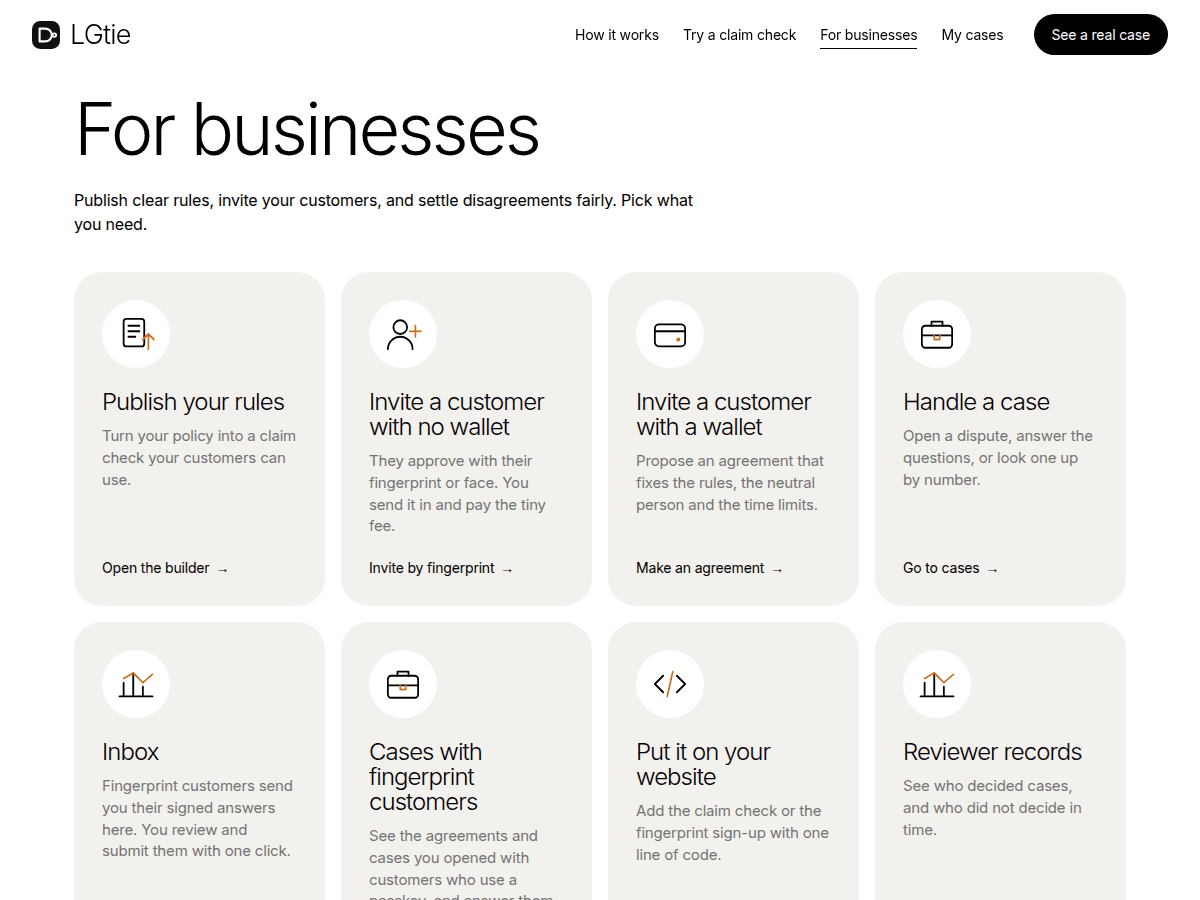 LGtie
How it works
Try a claim check
For businesses
My cases
See a real case
For businesses
Publish clear rules, invite your customers, and settle disagreements fairly. Pick what
you need.
Publish your rules
Turn your policy into a claim
check your customers can
use.
Open the builder →
Invite a customer
with no wallet
They approve with their
fingerprint or face. You
send it in and pay the tiny
fee.
Invite by fingerprint →
Invite a customer
with a wallet
Propose an agreement that
fixes the rules, the neutral
person and the time limits.
Make an agreement →
Handle a case
Open a dispute, answer the
questions, or look one up
by number.
Go to cases →
Inbox
Fingerprint customers send
you their signed answers
here. You review and
submit them with one click.
Cases with
fingerprint
customers
See the agreements and
cases you opened with
customers who use a
passkey, and answer them
Put it on your
website
Add the claim check or the
fingerprint sign-up with one
line of code.
Reviewer records
See who decided cases,
and who did not decide in
time.